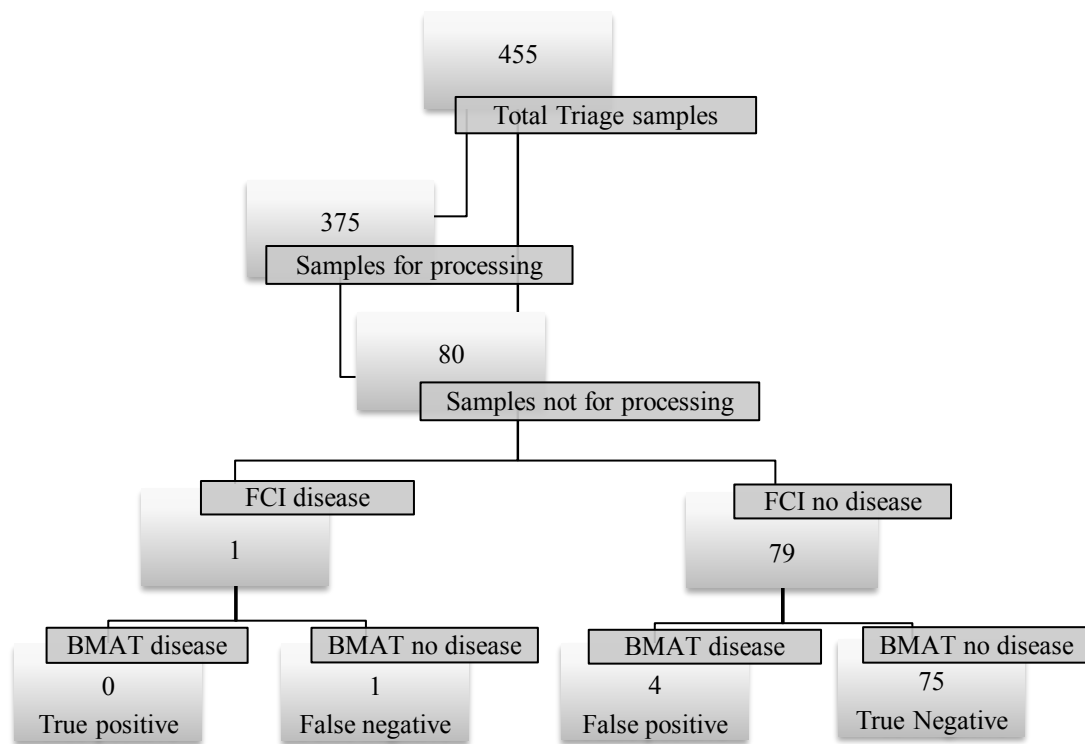 455
Total Triage samples
375
Samples for processing
80
Samples not for processing
FCI disease
FCI no disease
1
79
BMAT disease
BMAT no disease
BMAT disease
BMAT no disease
0
1
4
75
True positive
False negative
False positive
True Negative